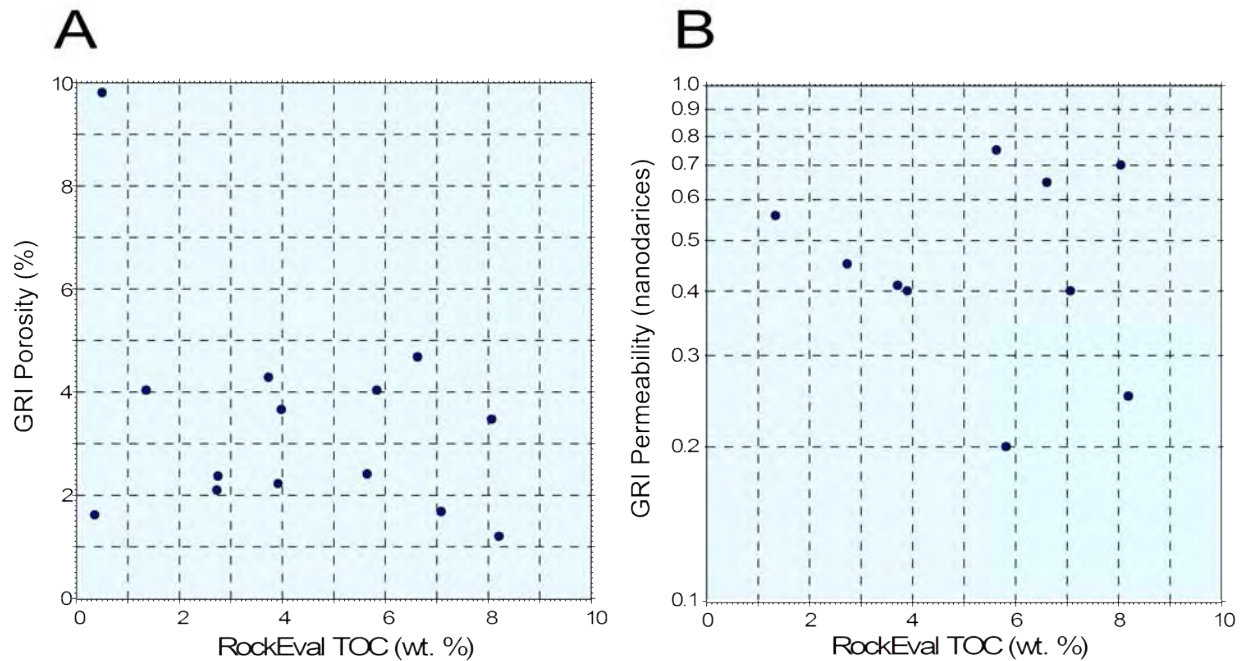 A
10
8
6
4
2
0
GRI Porosity (%)
0 2 4 6 8 10
RockEval TOC (wt. %)
B
1.0
0.9
0.8
0.7
0.6
0.5
0.4
0.3
0.2
0.1
GRI Permeability (nanodarices)
0 2 4 6 8 10
RockEval TOC (wt. %)